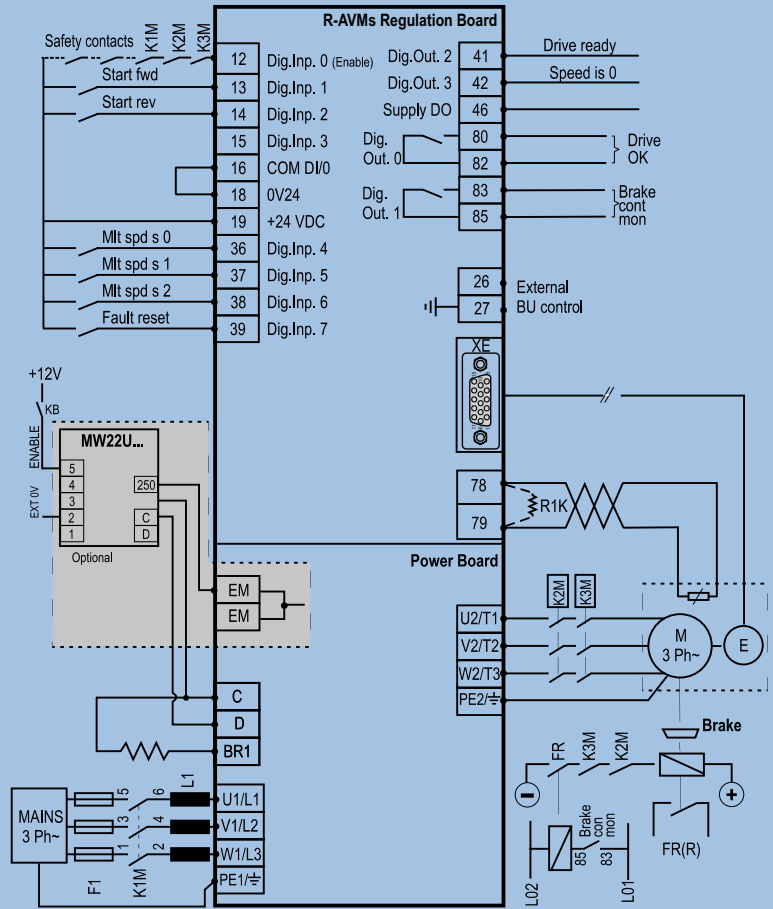 R-AVMs Regulation Board
Safety contacts
K1M
K2M
K3M
12 Dig.Inp. 0 (Enable)
Start fwd
13 Dig.Inp. 1
Start rev
14 Dig.Inp. 2
15 Dig.Inp. 3
16 COM DI/0
18 0V24
19 +24 VDC
Mlt spd s 0
36 Dig.Inp. 4
Mlt spd s 1
37 Dig.Inp. 5
Mlt spd s 2
38 Dig.Inp. 6
Fault reset
39 Dig.Inp. 7
Dig.Out. 2 41
Drive ready
Dig.Out. 3 42
Speed is 0
Supply DO 46
Dig.
Out. 0
80
82
Drive
OK
Dig.
Out. 1
83
85
Brake
cont
mon
26
27
External
BU control
XE
+12V
KB
ENABLE
EXT 0V
MW22U...
5
4
3
2
1
250
C
D
Optional
78
79
R1K
Power Board
EM
EM
C
D
BR1
U2/T1
V2/T2
W2/T3
PE2/
K2M
K3M
M
3 Ph~
E
Brake
FR
K3M
K2M
FR(R)
Brake
con
mon
85
83
L02
L01
MAINS
3 Ph~
F1
5
6
3
4
1
2
K1M
L1
U1/L1
V1/L2
W1/L3
PE1/